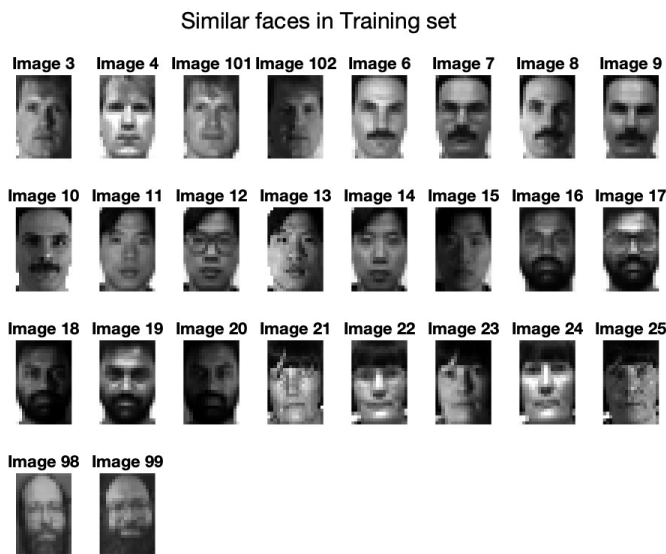 Similar faces in Training set
Image 3 Image 4 Image 101 Image 102 Image 6 Image 7 Image 8 Image 9
Image 10 Image 11 Image 12 Image 13 Image 14 Image 15 Image 16 Image 17
Image 18 Image 19 Image 20 Image 21 Image 22 Image 23 Image 24 Image 25
Image 98 Image 99